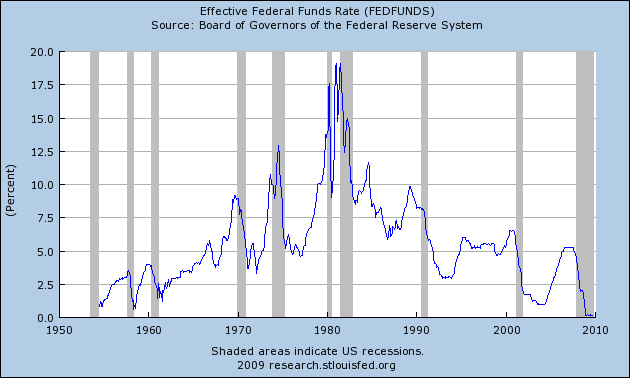 Effective Federal Funds Rate (FEDFUNDS)
Source: Board of Governors of the Federal Reserve System
20.0
17.5
15.0
12.5
10.0
7.5
5.0
2.5
0.0
(Percent)
1950 1960 1970 1980 1990 2000 2010
Shaded areas indicate US recessions.
2009 research.stlouisfed.org